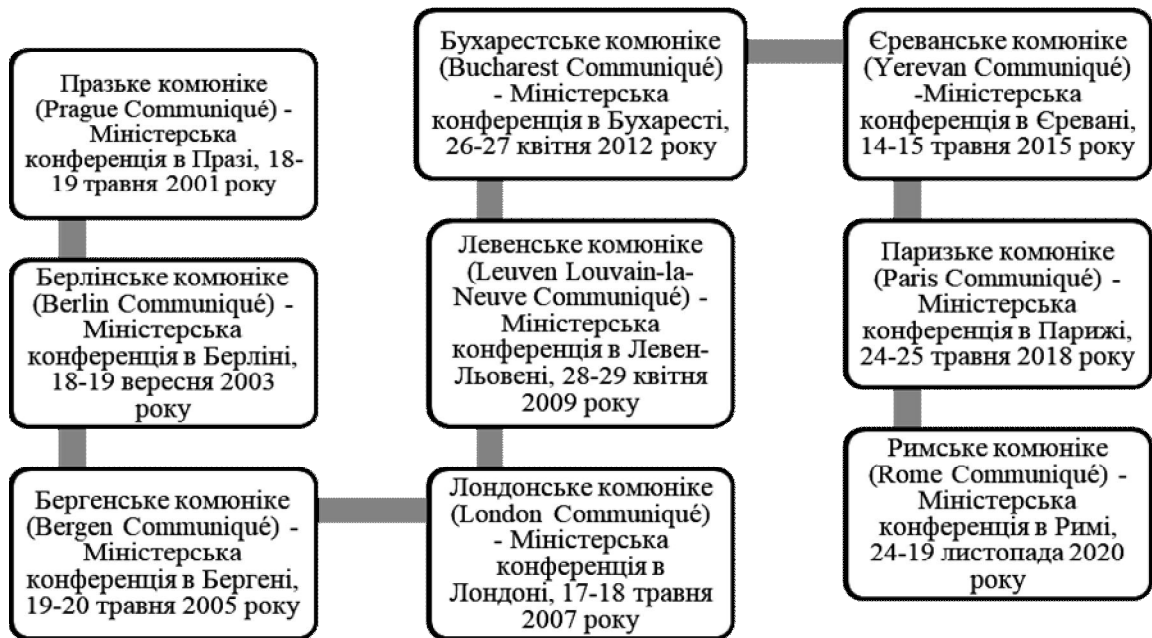 Празьке комюніке
(Prague Communiqué) -
Міністерська
конференція в Празі, 18-
19 травня 2001 року
Берлінське комюніке
(Berlin Communiqué) -
Міністерська
конференція в Берліні,
18-19 вересня 2003
року
Бергенське комюніке
(Bergen Communiqué) -
Міністерська
конференція в Бергені,
19-20 травня 2005 року
Лондонське комюніке
(London Communiqué)
- Міністерська
конференція в
Лондоні, 17-18 травня
2007 року
Левенське комюніке
(Leuven Louvain-la-
Neuve Communiqué) -
Міністерська
конференція в Левен-
Льовені, 28-29 квітня
2009 року
Бухарестське комюніке
(Bucharest Communiqué)
- Міністерська
конференція в Бухаресті,
26-27 квітня 2012 року
Єреванське комюніке
(Yerevan Communiqué)
-Міністерська
конференція в Єревані,
14-15 травня 2015 року
Паризьке комюніке
(Paris Communiqué) -
Міністерська
конференція в Парижі,
24-25 травня 2018 року
Римське комюніке
(Rome Communiqué) -
Міністерська
конференція в Римі,
24-19 листопада 2020
року